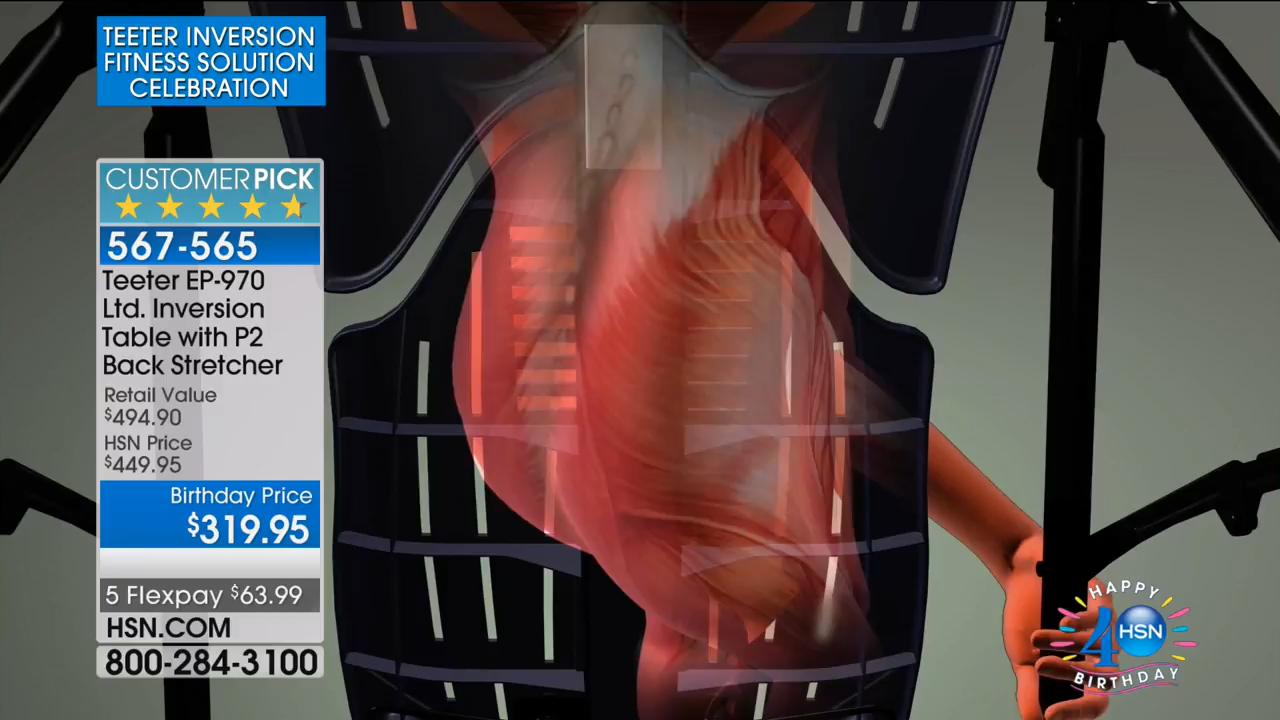 TEETER INVERSION
FITNESS SOLUTION
CELEBRATION
CUSTOMER PICK
567-565
Teeter EP-970
Ltd. Inversion
Table with P2
Back Stretcher
Retail Value
$494.90
HSN Price
$449.95
Birthday Price
$319.95
5 Flexpay $63.99
HSN.COM
800-284-3100
HAPPY
40 HSN
BIRTHDAY